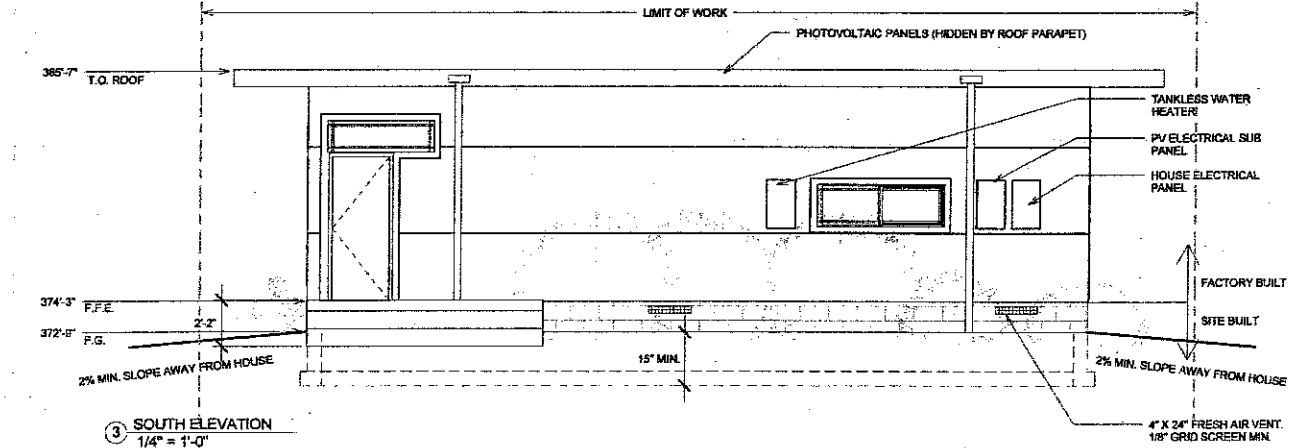 LIMIT OF WORK
PHOTOVOLTAIC PANELS (HIDDEN BY ROOF PARAPET)
385'-7"
T.O. ROOF
TANKLESS WATER
HEATER
PV ELECTRICAL SUB
PANEL
HOUSE ELECTRICAL
PANEL
374'-3"
F.F.E.
FACTORY BUILT
2'-2"
SITE BUILT
372'-9"
F.G.
15" MIN.
2% MIN. SLOPE AWAY FROM HOUSE
2% MIN. SLOPE AWAY FROM HOUSE
3 SOUTH ELEVATION
1/4" = 1'-0"
4" X 24" FRESH AIR VENT.
1/8" GRID SCREEN MIN.